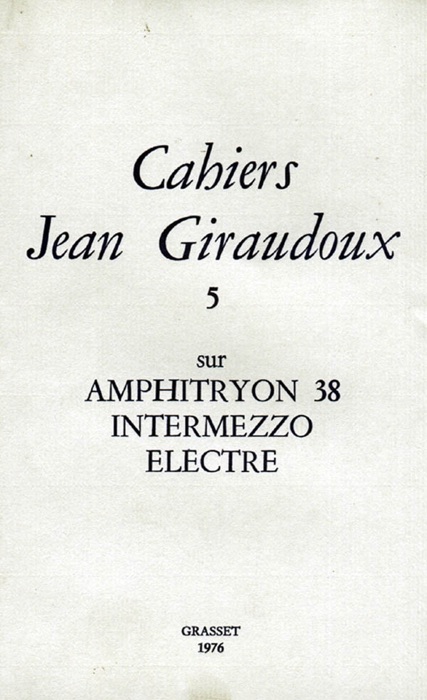 Cahiers
Jean Giraudoux
5
sur
AMPHITRYON 38
INTERMEZZO
ELECTRE
GRASSET
1976